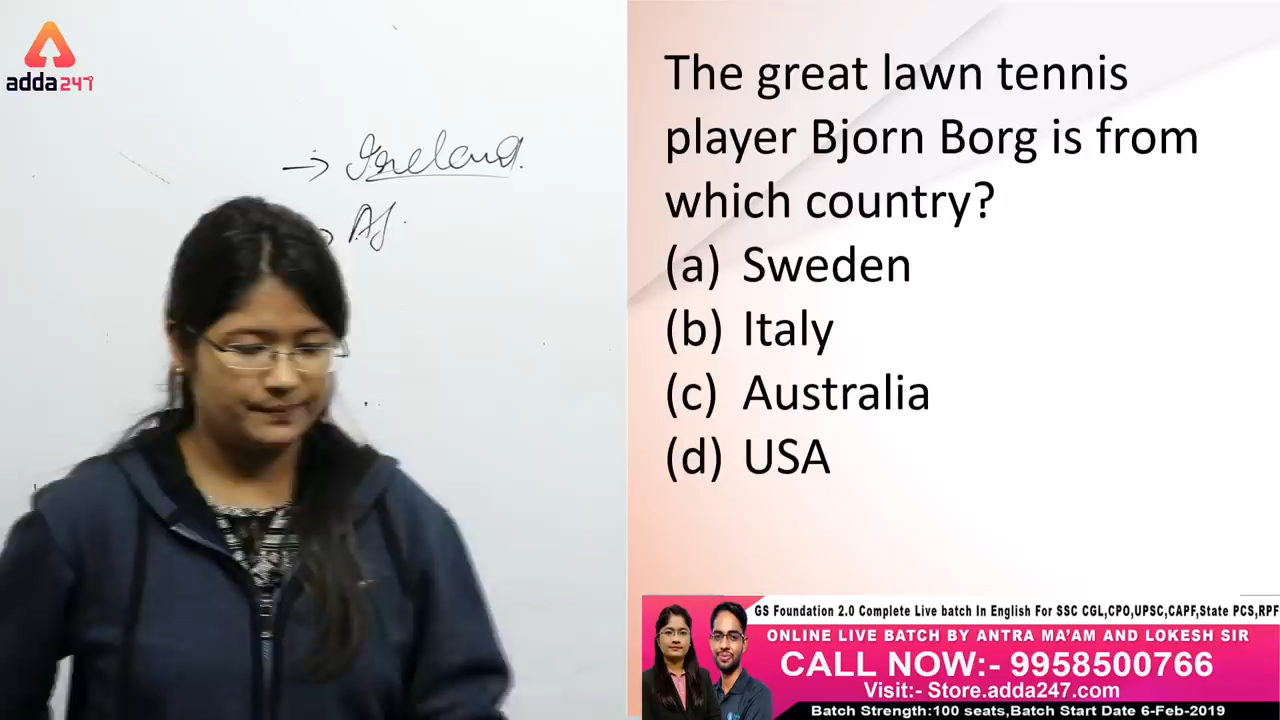 adda247
→ Ireland.
The great lawn tennis
player Bjorn Borg is from
which country?
(a) Sweden
(b) Italy
(c) Australia
(d) USA
GS Foundation 2.0 Complete Live batch In English For SSC CGL,CPO,UPSC,CAPF,State PCS,RPF
ONLINE LIVE BATCH BY ANTRA MA'AM AND LOKESH SIR
CALL NOW:- 9958500766
Visit:- Store.adda247.com
Batch Strength:100 seats,Batch Start Date 6-Feb-2019